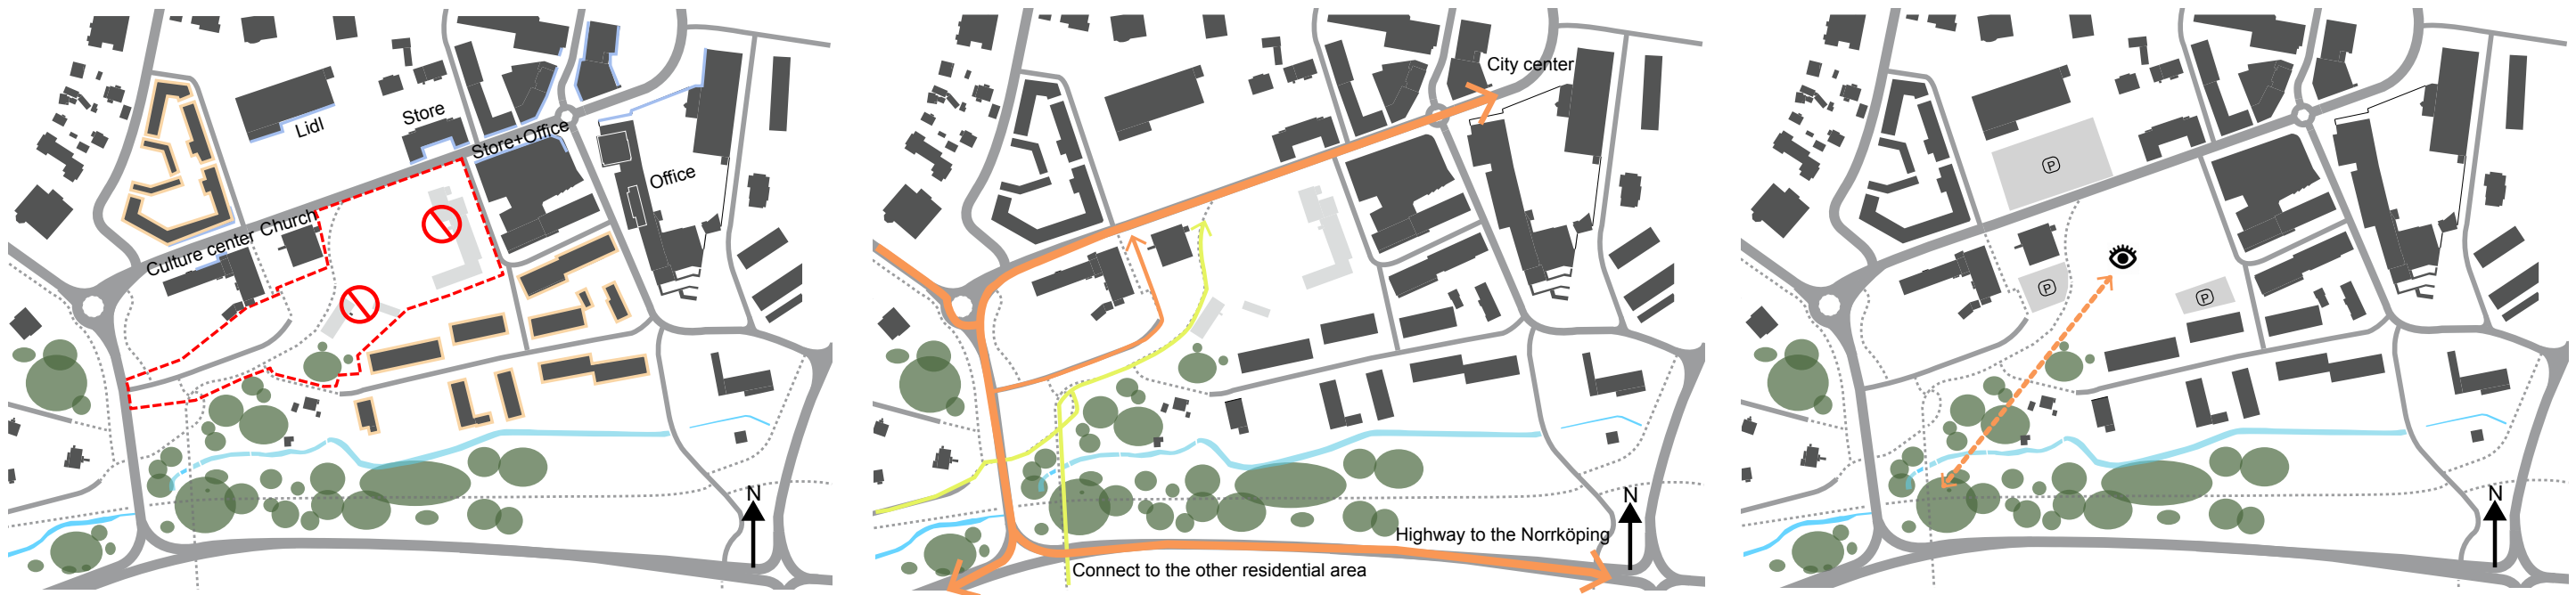 Lidl
Store
Store+Office
Office
Culture center
Church
N
City center
Highway to the Norrköping
Connect to the other residential area
N
P
P
P
N